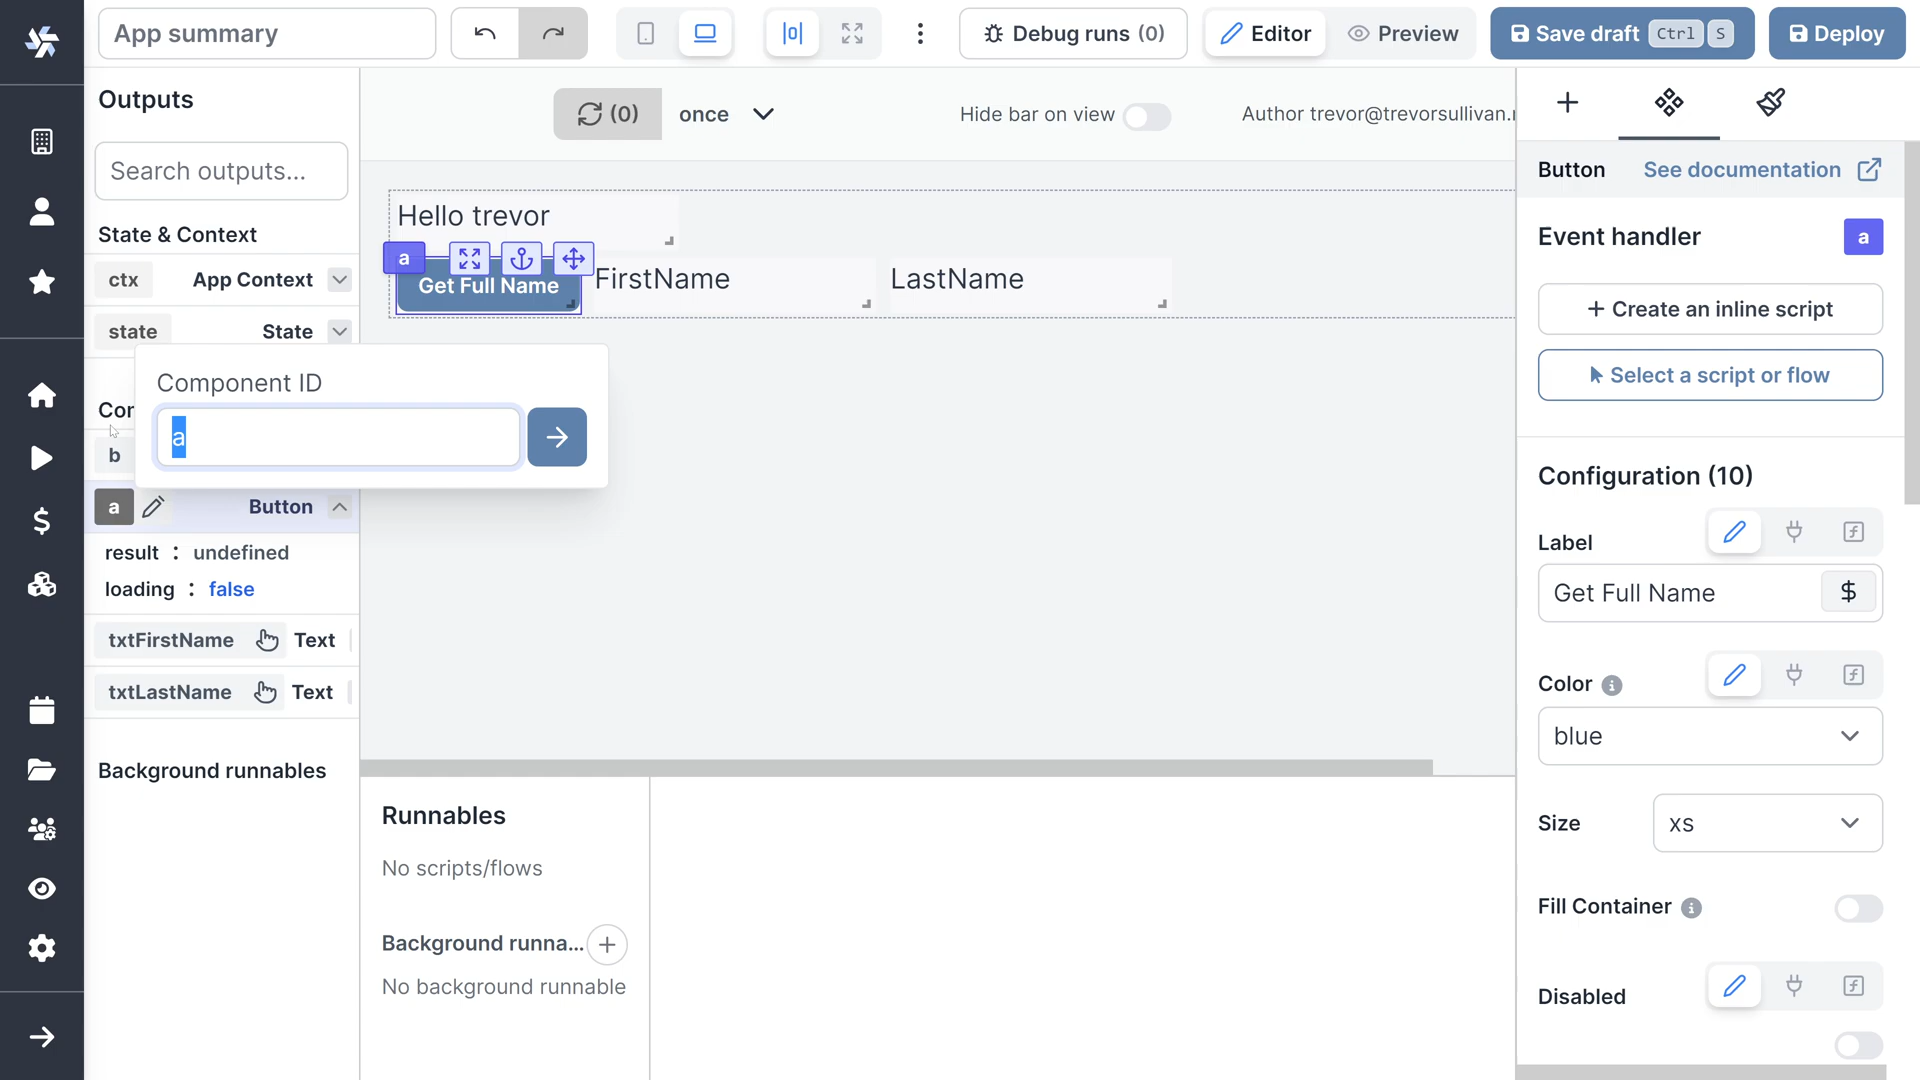 App summary
Debug runs (0)
Editor
Preview
Save draft Ctrl S
Deploy
Outputs
Search outputs...
State & Context
ctx App Context
state State
Component ID
a
Cor
b
a Button
result : undefined
loading : false
txtFirstName Text
txtLastName Text
Background runnables
(0) once
Hide bar on view
Author trevor@trevorsullivan.
Hello trevor
a
Get Full Name
FirstName
LastName
Runnables
No scripts/flows
Background runna...
No background runnable
Button See documentation
Event handler a
+ Create an inline script
Select a script or flow
Configuration (10)
Label
Get Full Name $
Color
blue
Size xs
Fill Container
Disabled